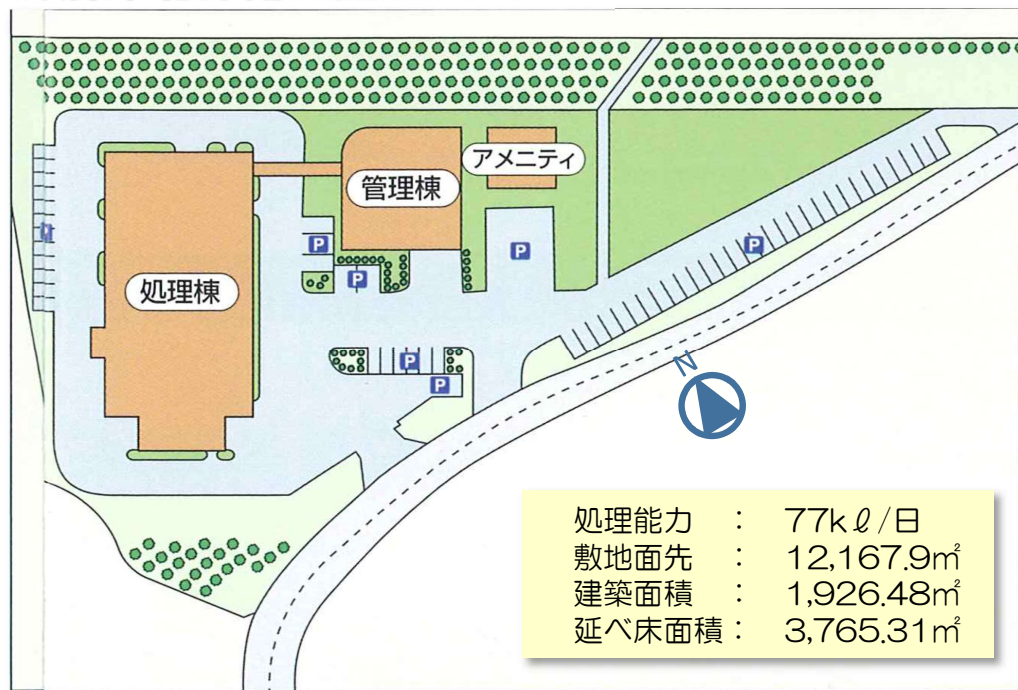 アメニティ
管理棟
P
P
P
P
処理棟
P
P
N
処理能力 : 77kℓ/日
敷地面先 : 12,167.9㎡
建築面積 : 1,926.48㎡
延べ床面積: 3,765.31㎡